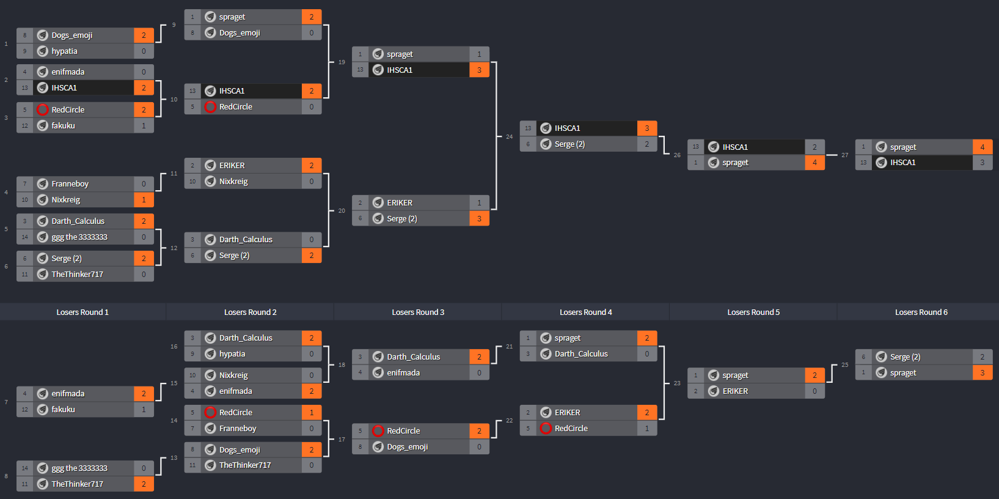 1
8 Dogs_emoji 2
9 hypatia 0
2
4 enifmada 0
13 IHSCA1 2
3
5 RedCircle 2
12 fakuku 1
4
7 Franneboy 0
10 Nixkreig 1
5
3 Darth_Calculus 2
14 ggg the 3333333 0
6
6 Serge (2) 2
11 TheThinker717 0
9
1 spraget 2
8 Dogs_emoji 0
10
13 IHSCA1 2
5 RedCircle 0
11
2 ERIKER 2
10 Nixkreig 0
12
3 Darth_Calculus 0
6 Serge (2) 2
19
1 spraget 1
13 IHSCA1 3
20
2 ERIKER 1
6 Serge (2) 3
24
13 IHSCA1 3
6 Serge (2) 2
26
13 IHSCA1 2
1 spraget 4
27
1 spraget 4
13 IHSCA1 3
Losers Round 1
Losers Round 2
Losers Round 3
Losers Round 4
Losers Round 5
Losers Round 6
7
4 enifmada 2
12 fakuku 1
8
14 ggg the 3333333 0
11 TheThinker717 2
16
3 Darth_Calculus 2
9 hypatia 0
15
10 Nixkreig 0
4 enifmada 2
14
5 RedCircle 1
7 Franneboy 0
13
8 Dogs_emoji 2
11 TheThinker717 0
18
3 Darth_Calculus 2
4 enifmada 0
17
5 RedCircle 2
8 Dogs_emoji 0
21
1 spraget 2
3 Darth_Calculus 0
22
2 ERIKER 2
5 RedCircle 1
23
1 spraget 2
2 ERIKER 0
25
6 Serge (2) 2
1 spraget 3